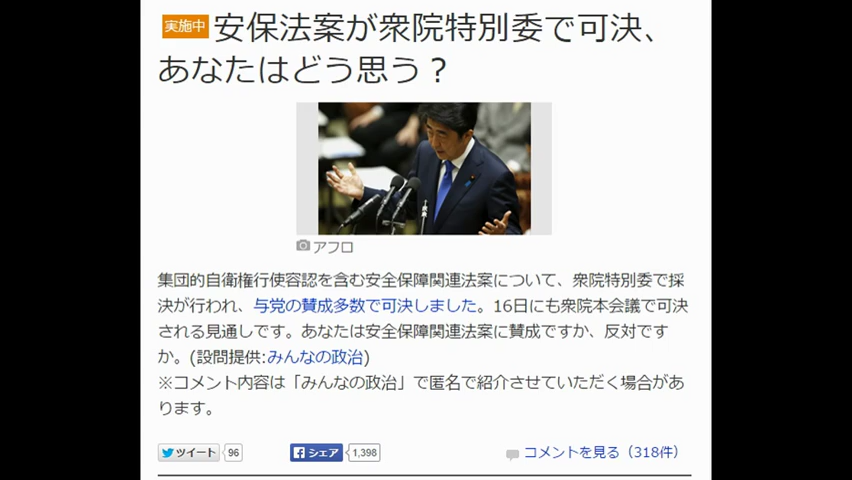 実施中 安保法案が衆院特別委で可決、
あなたはどう思う？
アフロ
集団的自衛権行使容認を含む安全保障関連法案について、衆院特別委で採
決が行われ、与党の賛成多数で可決しました。16日にも衆院本会議で可決
される見通しです。あなたは安全保障関連法案に賛成ですか、反対です
か。(設問提供:みんなの政治)
※コメント内容は「みんなの政治」で匿名で紹介させていただく場合があ
ります。
ツイート 96 シェア 1,398 コメントを見る（318件）